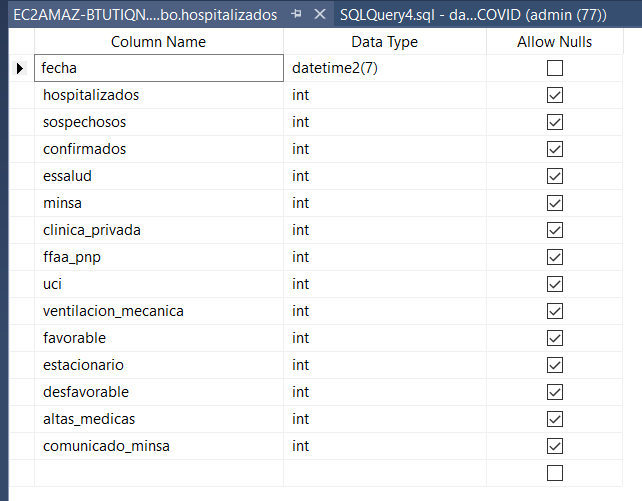 EC2AMAZ-BTUTIQN....bo.hospitalizados SQLQuery4.sql - da...COVID (admin (77))
Column Name Data Type Allow Nulls
fecha datetime2(7)
hospitalizados int
sospechosos int
confirmados int
essalud int
minsa int
clinica_privada int
ffaa_pnp int
uci int
ventilacion_mecanica int
favorable int
estacionario int
desfavorable int
altas_medicas int
comunicado_minsa int